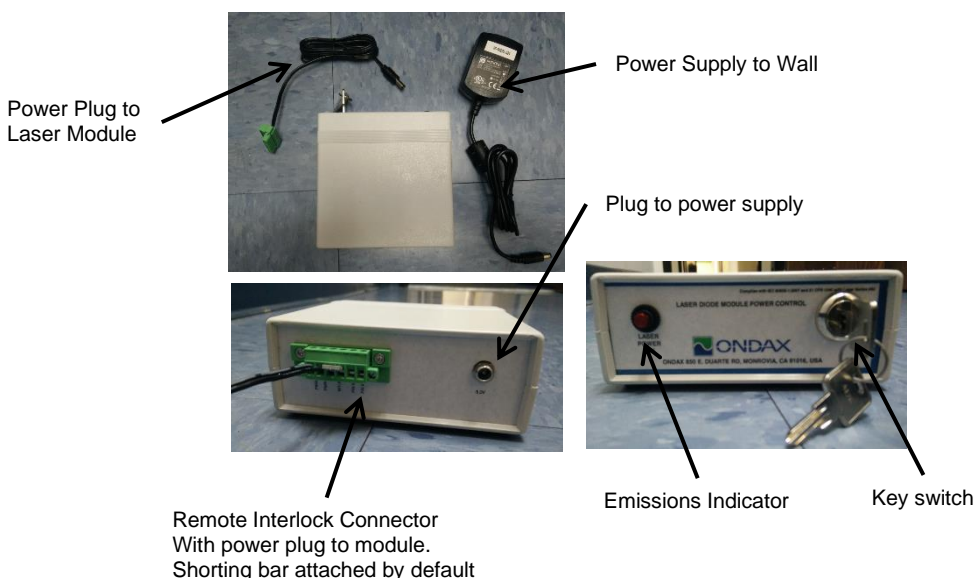 Power Supply to Wall
Power Plug to
Laser Module
Plug to power supply
LASER DIODE MODULE POWER CONTROL
LASER
POWER
ONDAX
ONDAX 850 E. DUARTE RD, MONROVIA, CA 91016, USA
Emissions Indicator
Key switch
Remote Interlock Connector
With power plug to module.
Shorting bar attached by default